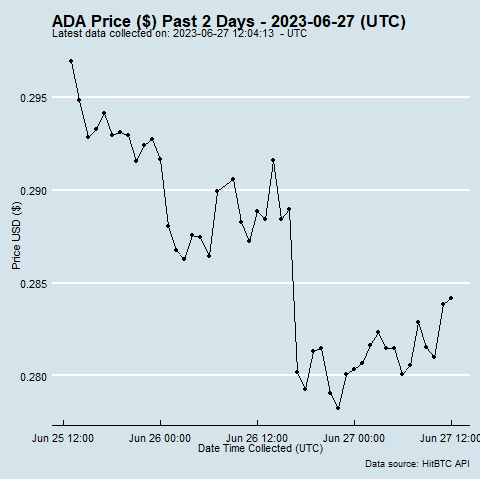 ADA Price ($) Past 2 Days - 2023-06-27 (UTC)
Latest data collected on: 2023-06-27 12:04:13  - UTC
0.295
0.290
0.285
0.280
Price USD ($)
Jun 25 12:00 Jun 26 00:00 Jun 26 12:00 Jun 27 00:00 Jun 27 12:00
Date Time Collected (UTC)
Data source: HitBTC API